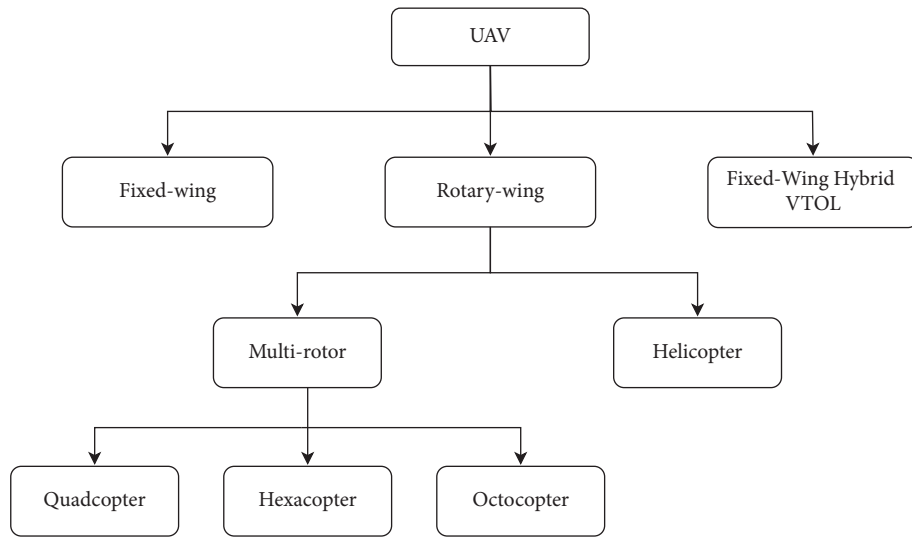 UAV
Fixed-wing
Rotary-wing
Fixed-Wing Hybrid
VTOL
Multi-rotor
Helicopter
Quadcopter
Hexacopter
Octocopter